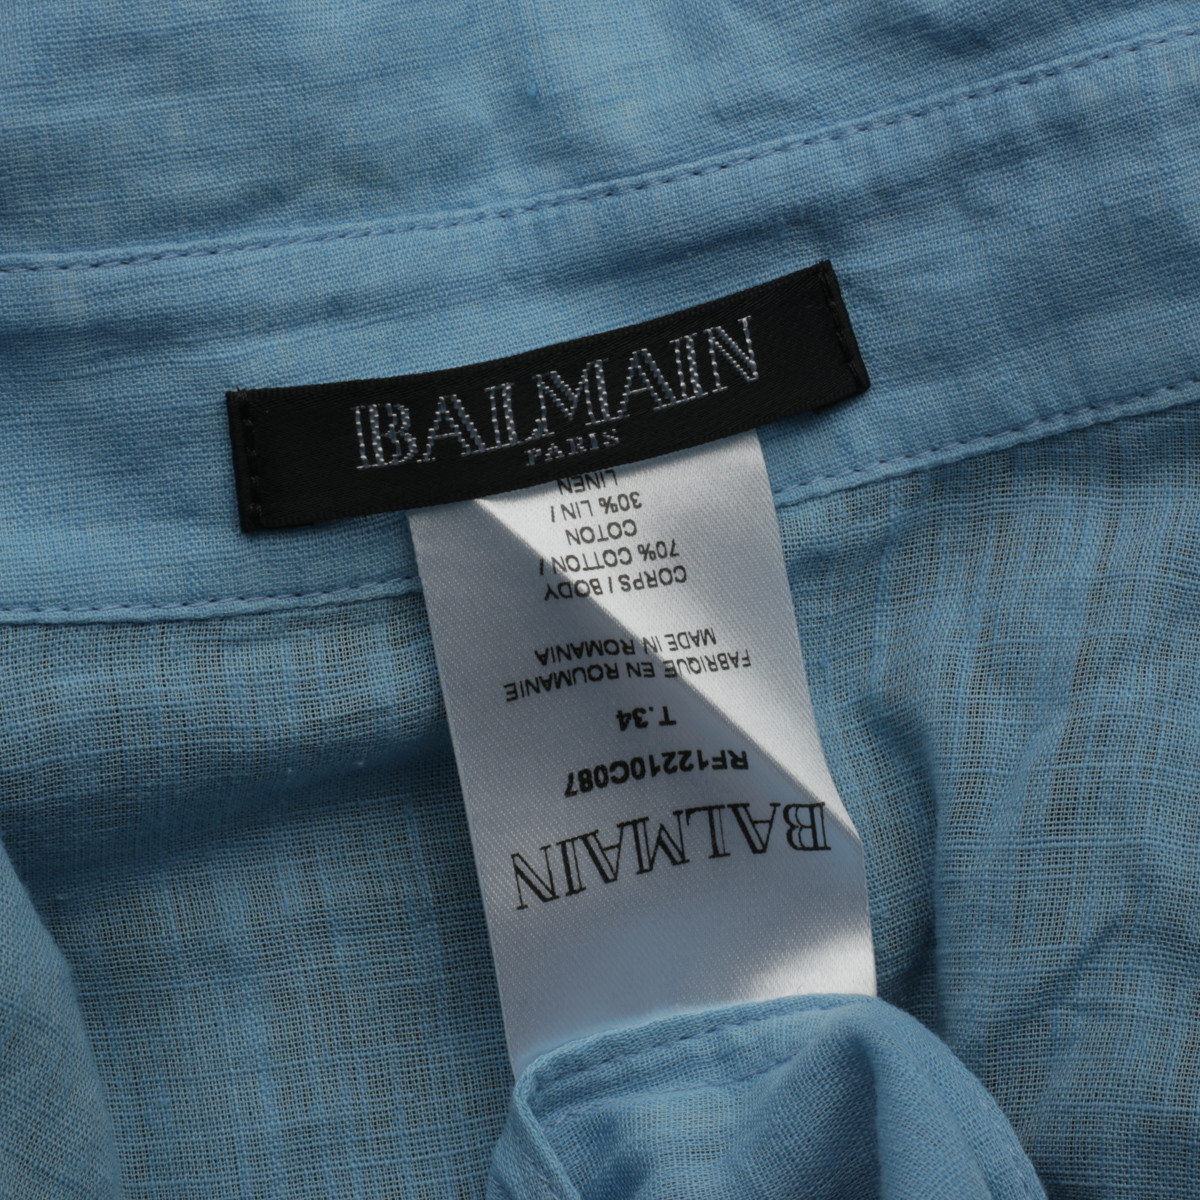 BALMAIN
PARIS
BALMAIN
RF12210C087
T.34
FABRIQUE EN ROUMANIE
MADE IN ROMANIA
CORPS / BODY
70% COTTON /
COTON
30% LIN /
LINEN